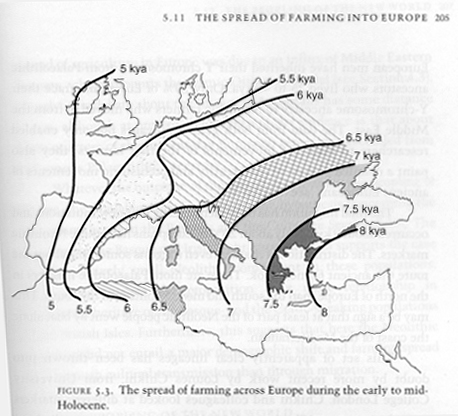 5.11 THE SPREAD OF FARMING INTO EUROPE 205
5 kya
5.5 kya
6 kya
6.5 kya
7 kya
7.5 kya
8 kya
5
5.5
6
6.5
7
7.5
8
FIGURE 5.3. The spread of farming across Europe during the early to mid-
Holocene.